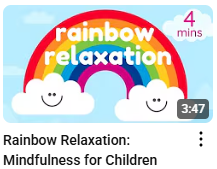 4
mins
rainbow
relaxation
3:47
Rainbow Relaxation:
Mindfulness for Children